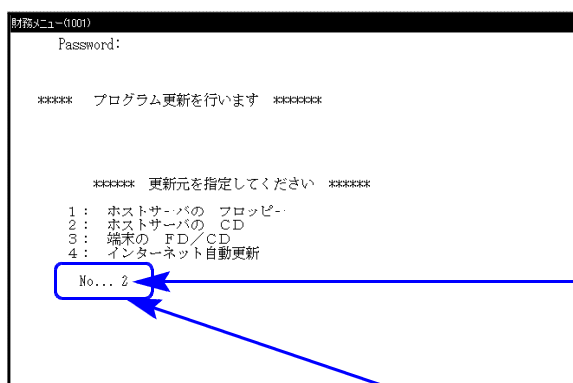 財務メニュー(1001)
Password:
***** プログラム更新を行います *******
****** 更新元を指定してください ******
1: ホストサーバの フロッピー
2: ホストサーバの CD
3: 端末の FD/CD
4: インターネット自動更新
No... 2